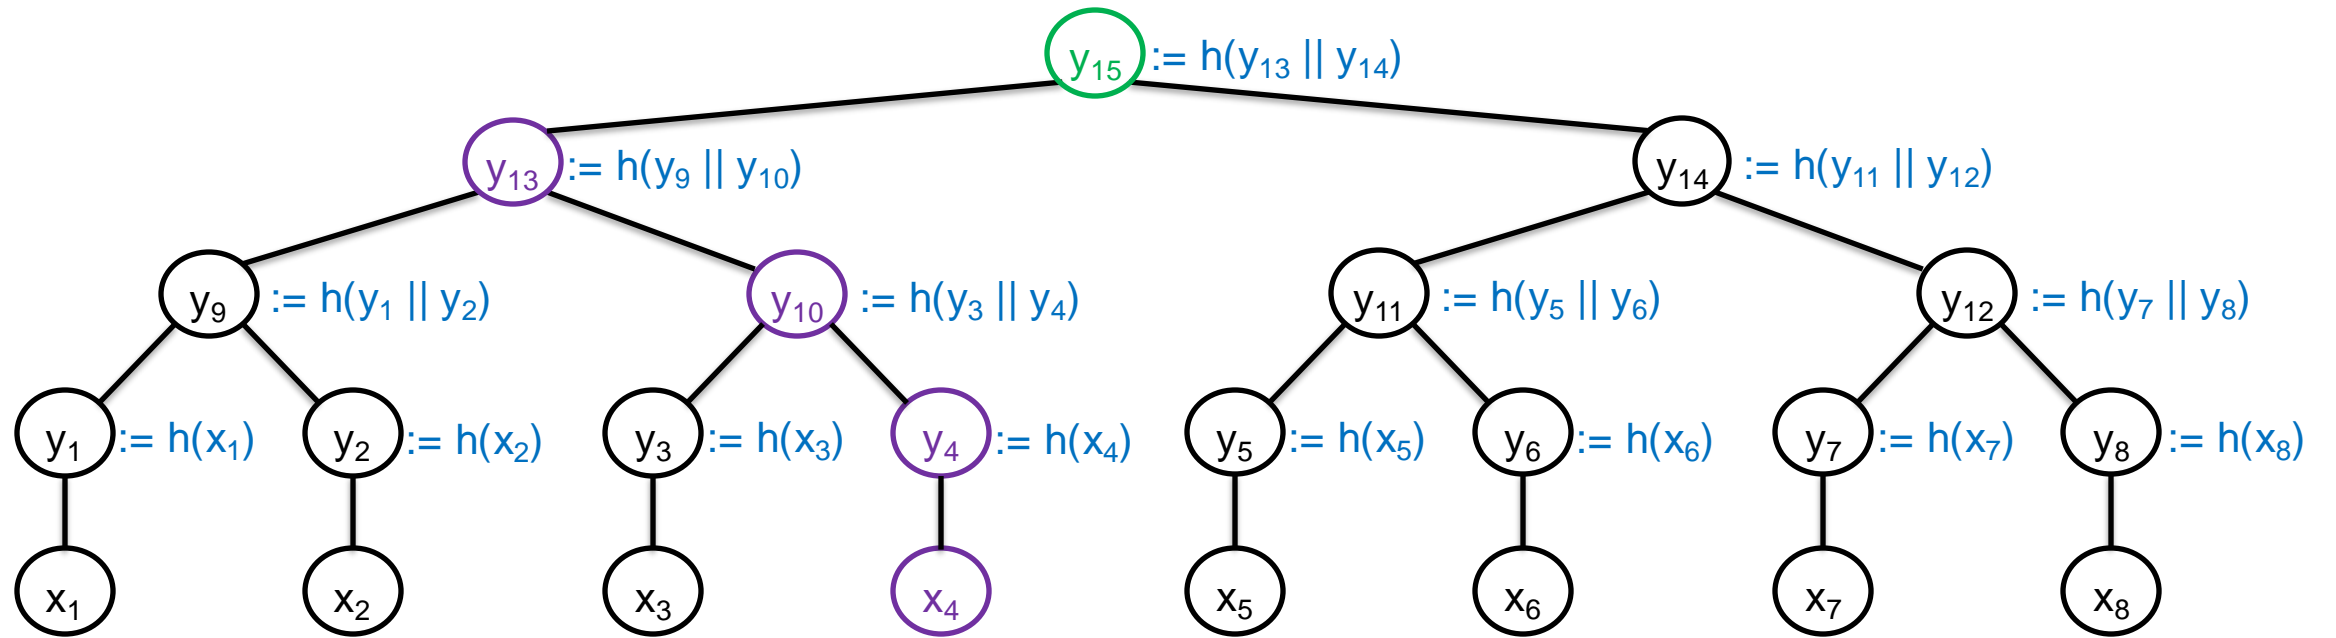 y₁₅ := h(y₁₃ || y₁₄)
y₁₃ := h(y₉ || y₁₀) y₁₄ := h(y₁₁ || y₁₂)
y₉ := h(y₁ || y₂) y₁₀ := h(y₃ || y₄) y₁₁ := h(y₅ || y₆) y₁₂ := h(y₇ || y₈)
y₁ := h(x₁) y₂ := h(x₂) y₃ := h(x₃) y₄ := h(x₄) y₅ := h(x₅) y₆ := h(x₆) y₇ := h(x₇) y₈ := h(x₈)
x₁ x₂ x₃ x₄ x₅ x₆ x₇ x₈